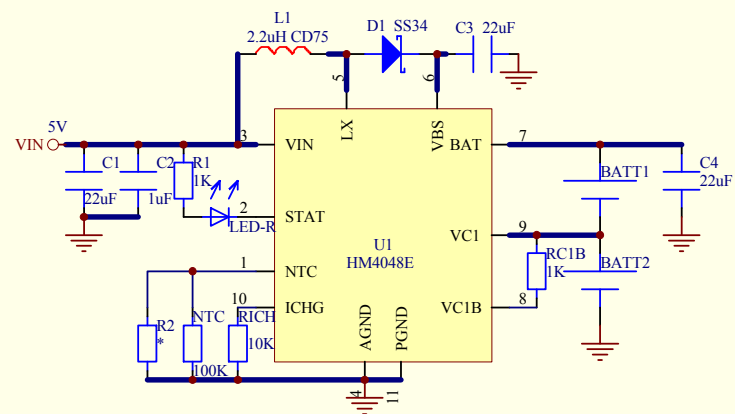 L1
2.2uH CD75
D1 SS34
C3 22uF
5
6
LX
VBS
5V
VIN
3
VIN
BAT
7
C1
22uF
C2
1uF
R1
1K
BATT1
C4
22uF
2
STAT
LED-R
U1
HM4048E
VC1
9
RC1B
1K
BATT2
1
NTC
10
ICHG
VC1B
8
R2
*
NTC
100K
RICH
10K
AGND
PGND
4
11